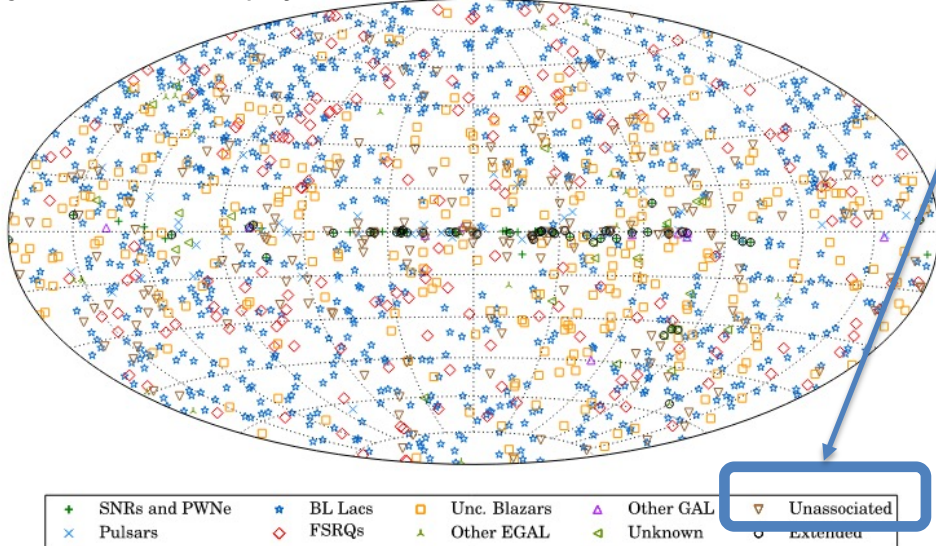 SNRs and PWNe BL Lacs Unc. Blazars Other GAL Unassociated
Pulsars FSRQs Other EGAL Unknown Extended